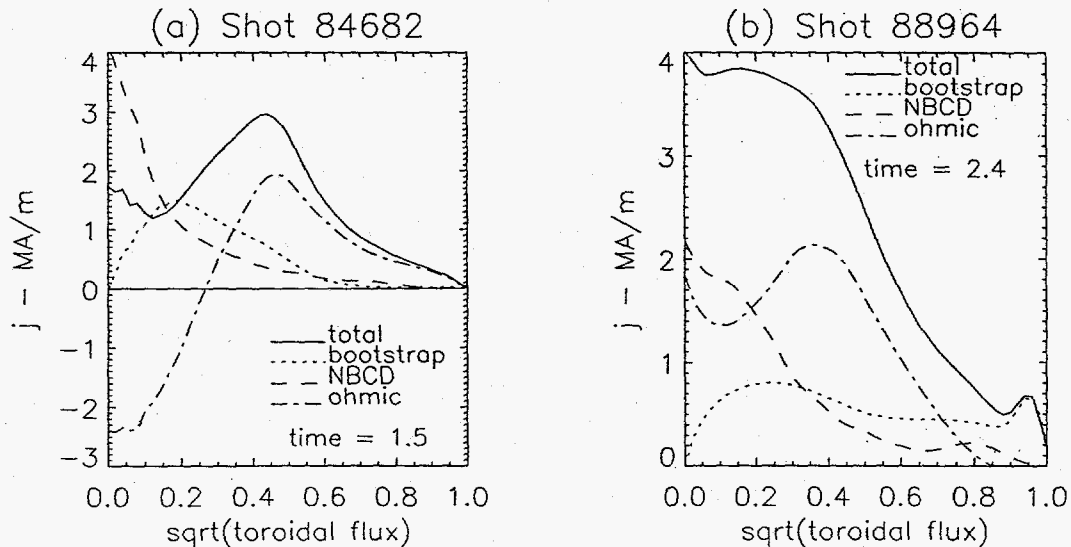 (a) Shot 84682
4
3
2
1
0
−1
−2
−3
j − MA/m
total
bootstrap
NBCD
ohmic
time = 1.5
0.0 0.2 0.4 0.6 0.8 1.0
sqrt(toroidal flux)
(b) Shot 88964
4
3
2
1
0
j − MA/m
total
bootstrap
NBCD
ohmic
time = 2.4
0.0 0.2 0.4 0.6 0.8 1.0
sqrt(toroidal flux)